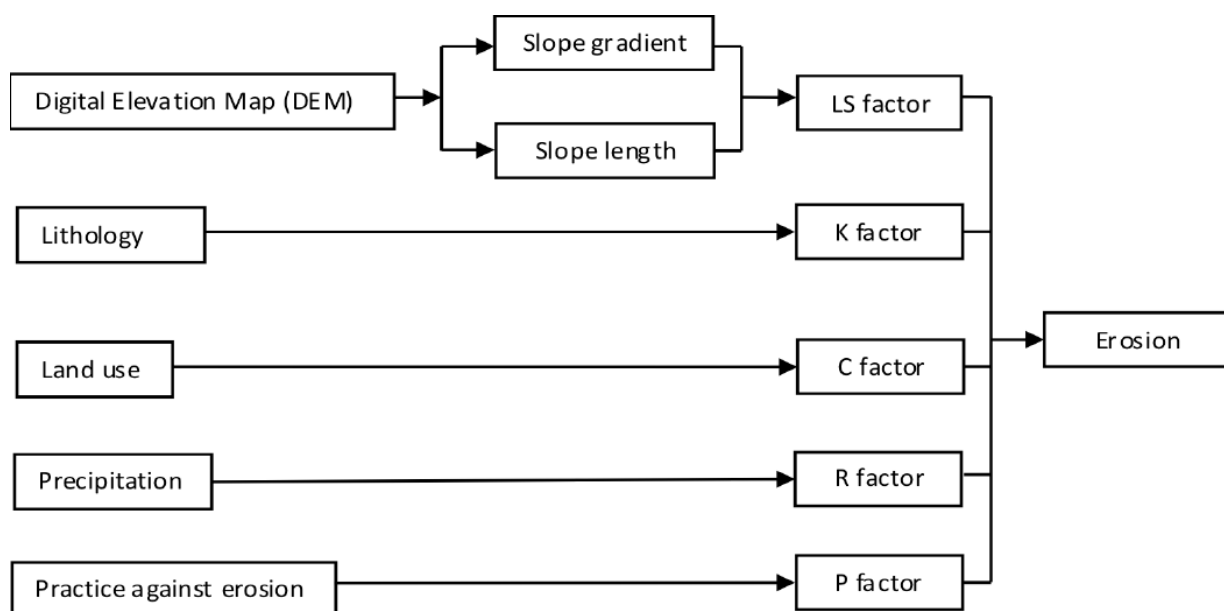 Slope gradient
Digital Elevation Map (DEM)
LS factor
Slope length
Lithology
K factor
Land use
C factor
Erosion
Precipitation
R factor
Practice against erosion
P factor